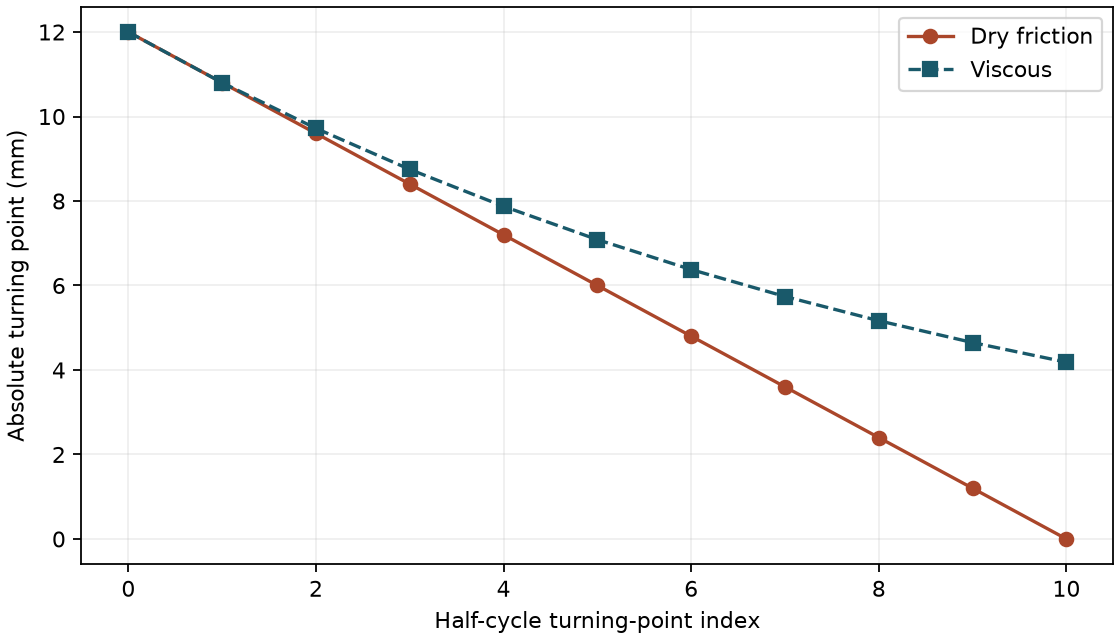 Absolute turning point (mm)
12
10
8
6
4
2
0
Dry friction
Viscous
0 2 4 6 8 10
Half-cycle turning-point index